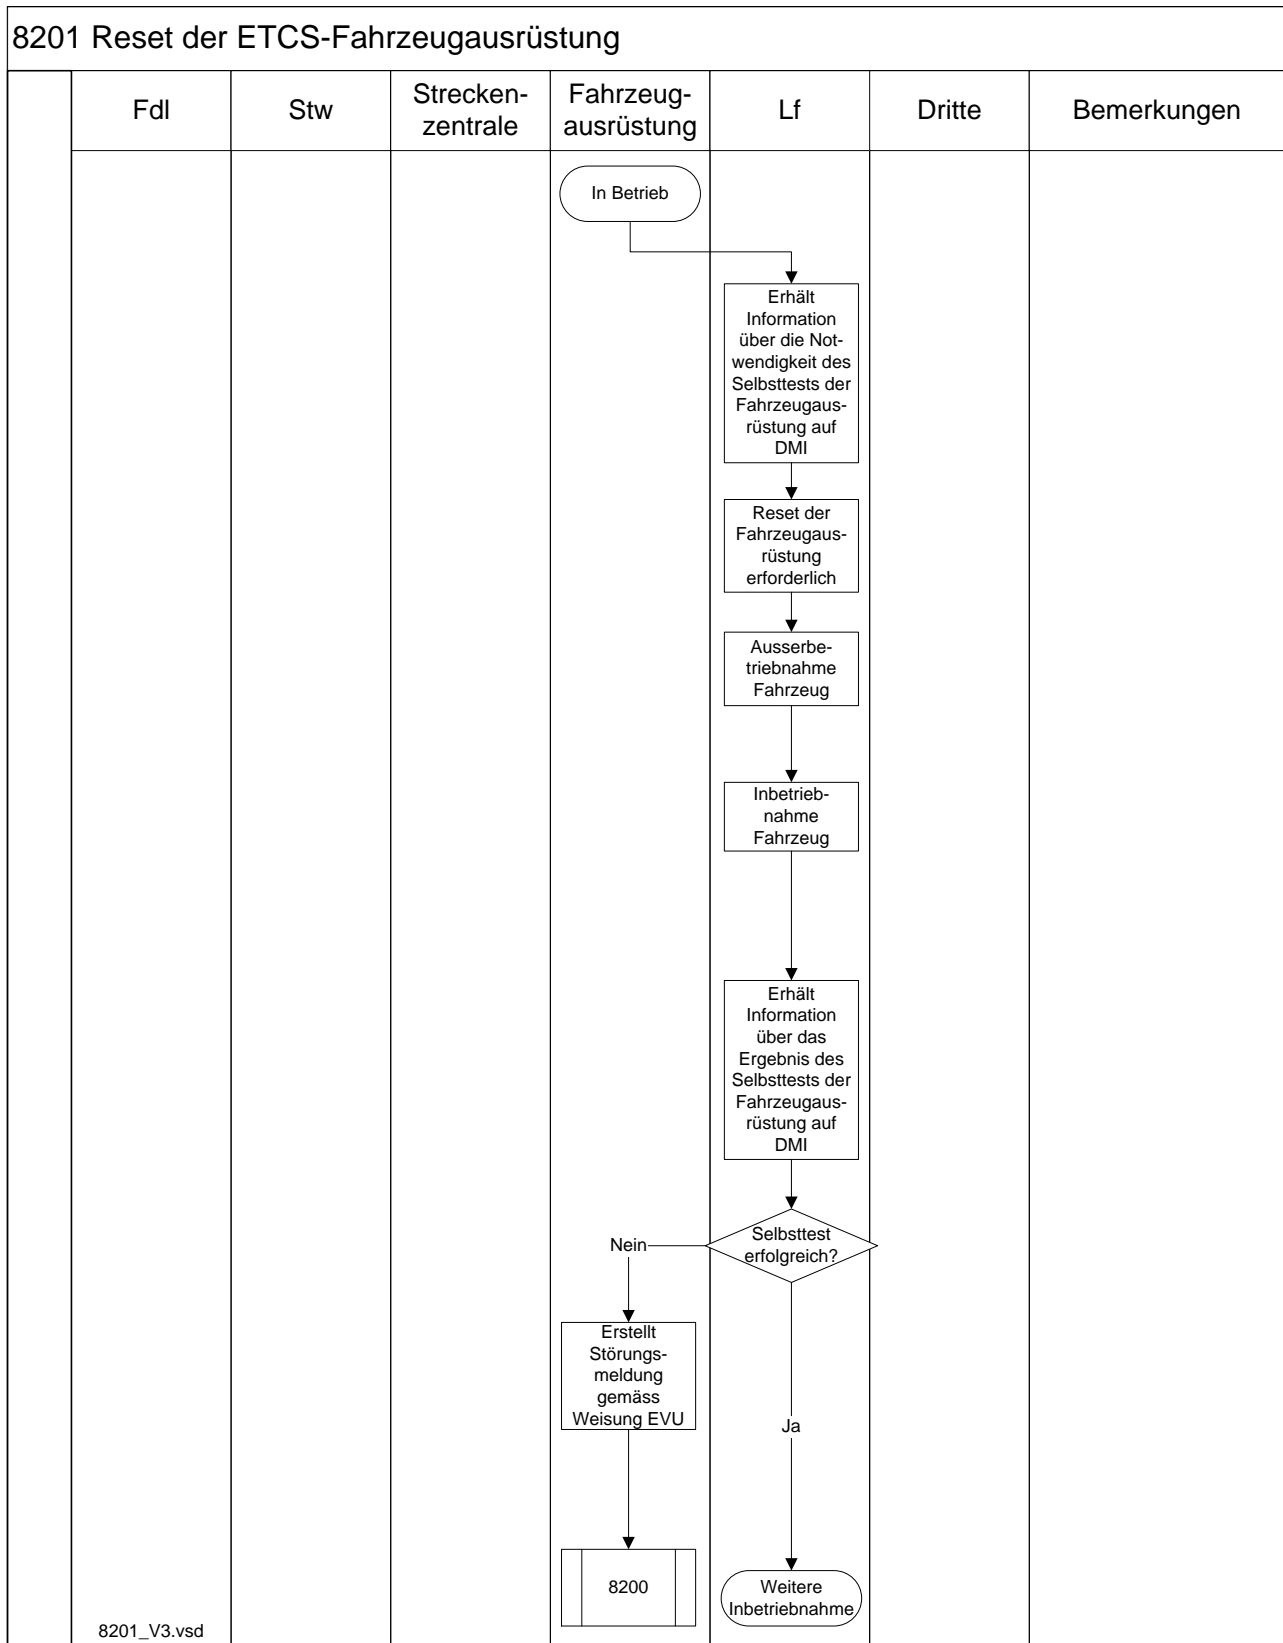 8201 Reset der ETCS-Fahrzeugausrüstung
Fdl
Stw
Strecken-
zentrale
Fahrzeug-
ausrüstung
Lf
Dritte
Bemerkungen
In Betrieb
Erhält
Information
über die Not-
wendigkeit des
Selbsttests der
Fahrzeugaus-
rüstung auf
DMI
Reset der
Fahrzeugaus-
rüstung
erforderlich
Ausserbe-
triebnahme
Fahrzeug
Inbetrieb-
nahme
Fahrzeug
Erhält
Information
über das
Ergebnis des
Selbsttests der
Fahrzeugaus-
rüstung auf
DMI
Selbsttest
erfolgreich?
Nein
Erstellt
Störungs-
meldung
gemäss
Weisung EVU
Ja
8200
Weitere
Inbetriebnahme
8201_V3.vsd